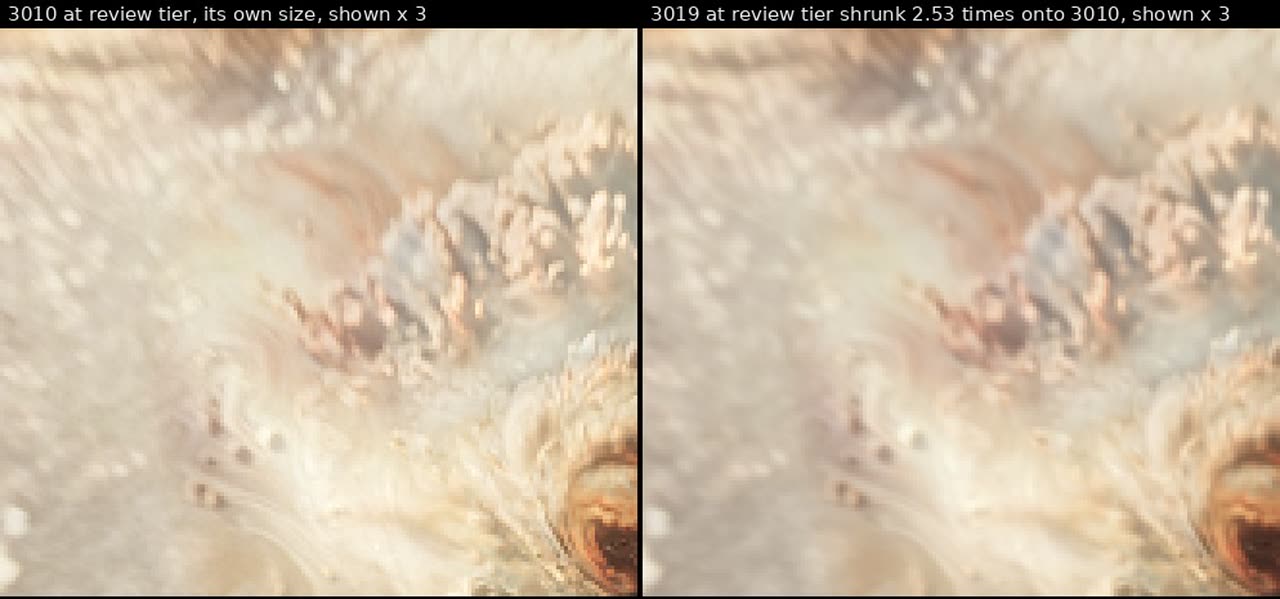 3010 at review tier, its own size, shown x 3
3019 at review tier shrunk 2.53 times onto 3010, shown x 3